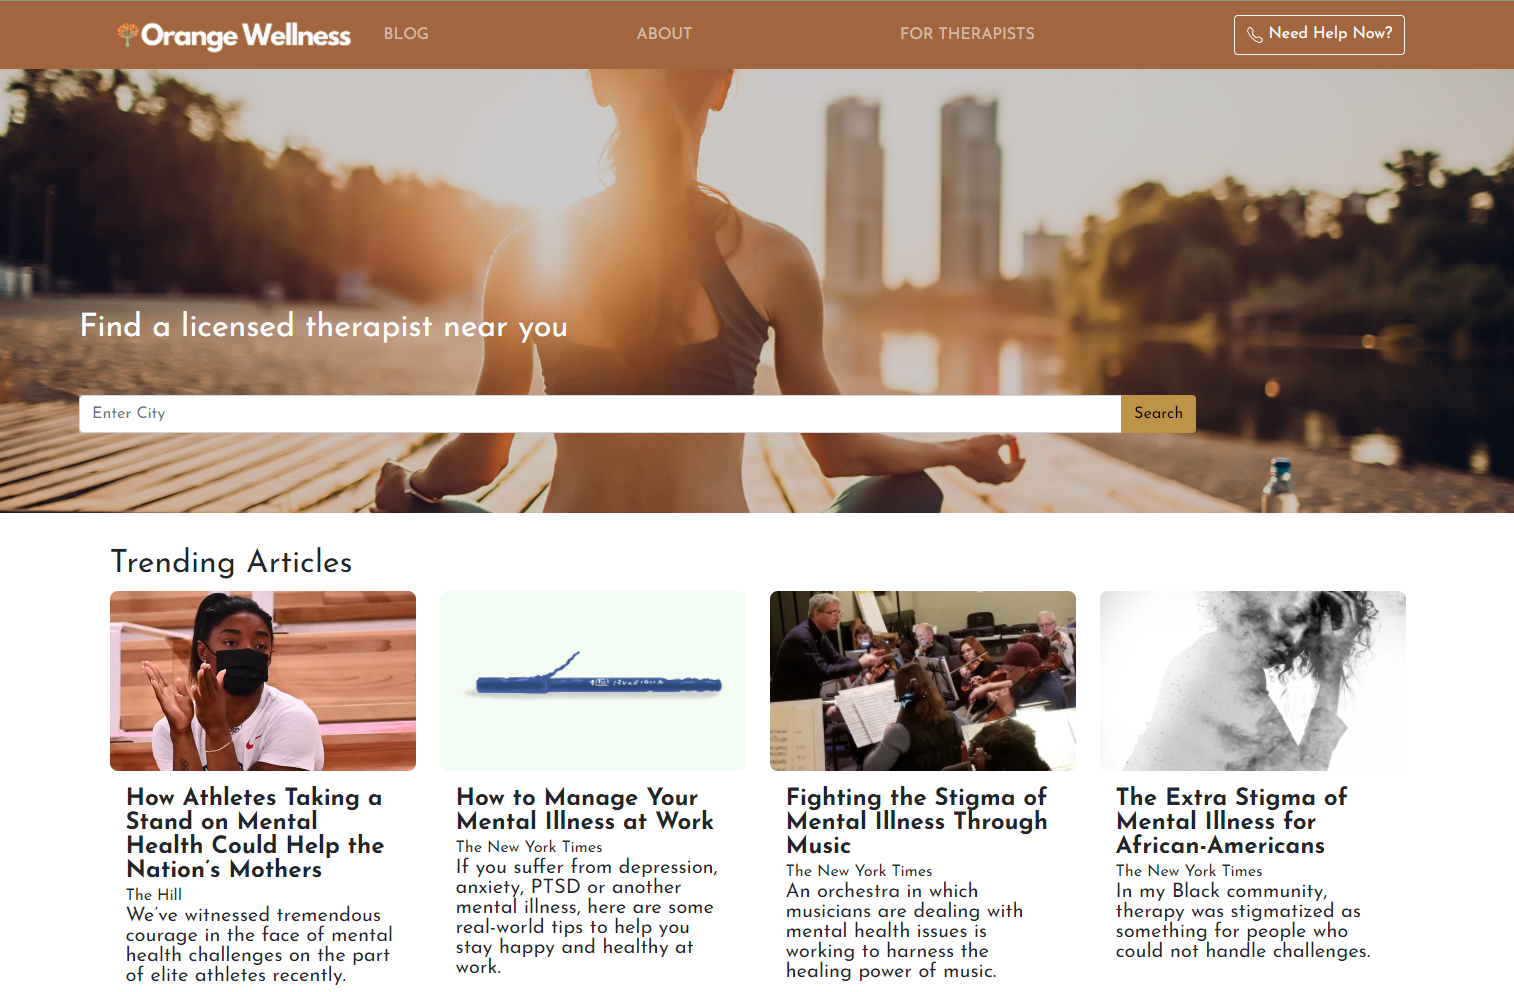 Orange Wellness
BLOG
ABOUT
FOR THERAPISTS
Need Help Now?
Find a licensed therapist near you
Enter City
Search
Trending Articles
How Athletes Taking a
Stand on Mental
Health Could Help the
Nation's Mothers
The Hill
We've witnessed tremendous
courage in the face of mental
health challenges on the part
of elite athletes recently.
How to Manage Your
Mental Illness at Work
The New York Times
If you suffer from depression,
anxiety, PTSD or another
mental illness, here are some
real-world tips to help you
stay happy and healthy at
work.
Fighting the Stigma of
Mental Illness Through
Music
The New York Times
An orchestra in which
musicians are dealing with
mental health issues is
working to harness the
healing power of music.
The Extra Stigma of
Mental Illness for
African-Americans
The New York Times
In my Black community,
therapy was stigmatized as
something for people who
could not handle challenges.